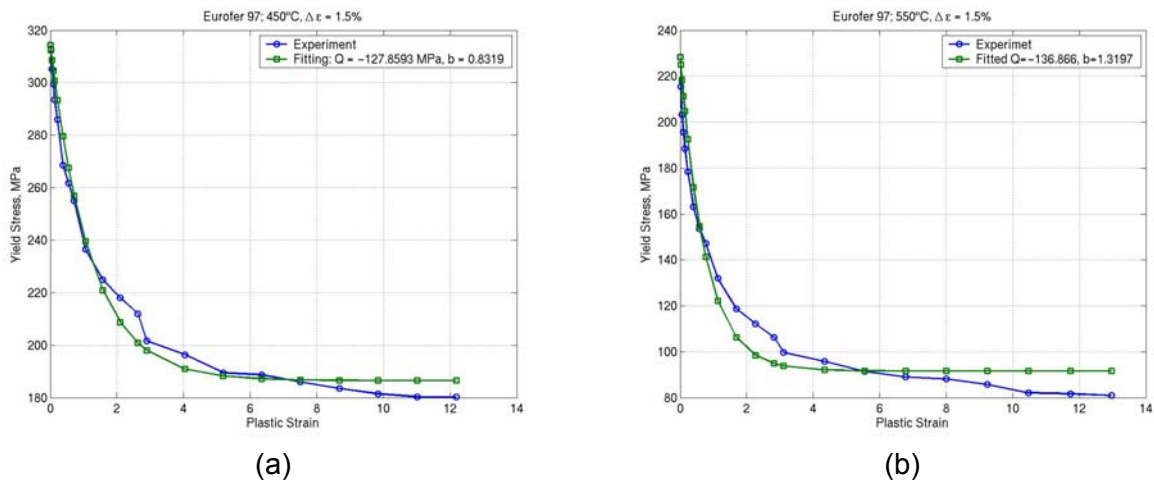 Eurofer 97; 450°C, Δ ε = 1.5%
320
300
280
260
240
220
200
180
Yield Stress, MPa
Experiment
Fitting: Q = −127.8593 MPa, b = 0.8319
0 2 4 6 8 10 12 14
Plastic Strain
(a)
Eurofer 97; 550°C, Δ ε = 1.5%
240
220
200
180
160
140
120
100
80
Yield Stress, MPa
Experimet
Fitted Q=−136.866, b=1.3197
0 2 4 6 8 10 12 14
Plastic Strain
(b)